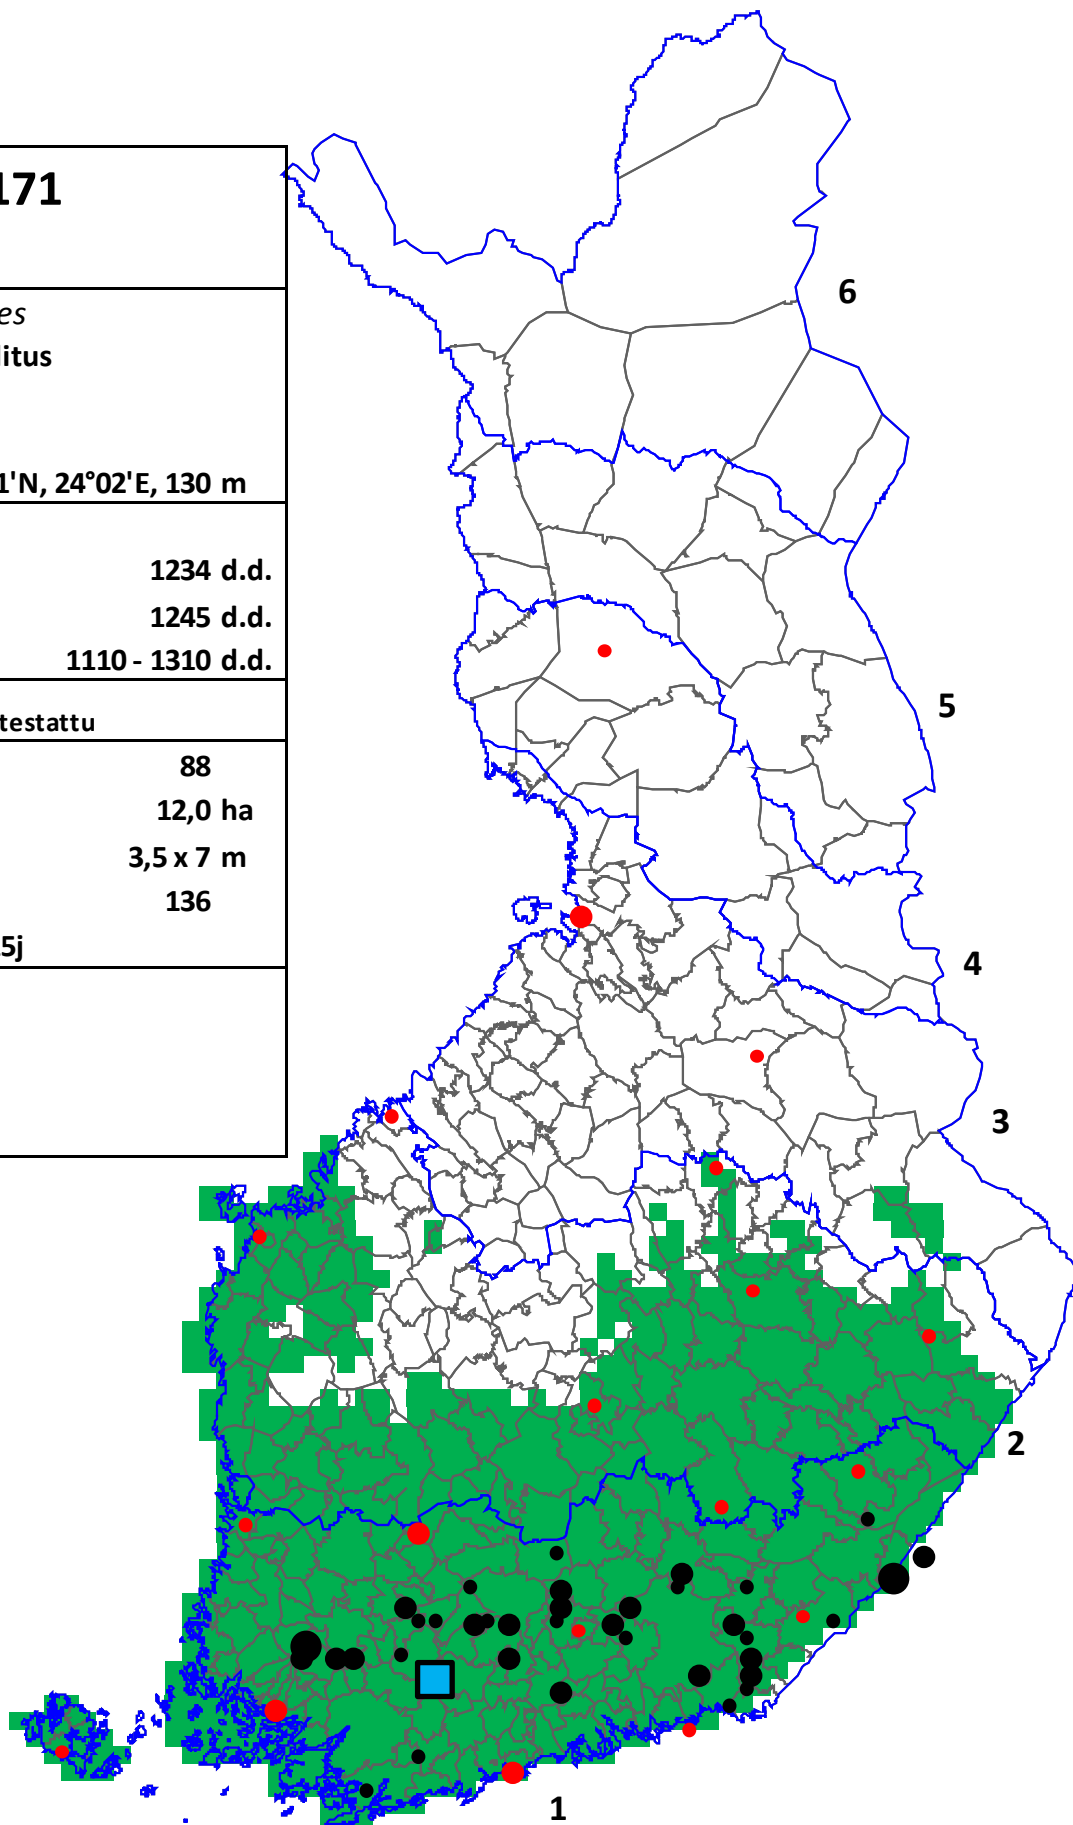 171
es
litus
1'N, 24°02'E, 130 m
1234 d.d.
1245 d.d.
1110 - 1310 d.d.
testattu
88
12,0 ha
3,5 x 7 m
136
5j
6
5
4
3
2
1